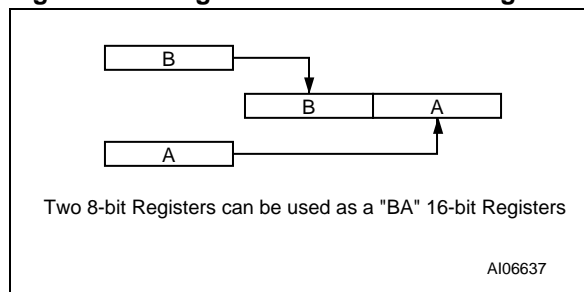 B
B A
A
Two 8-bit Registers can be used as a "BA" 16-bit Registers
AI06637